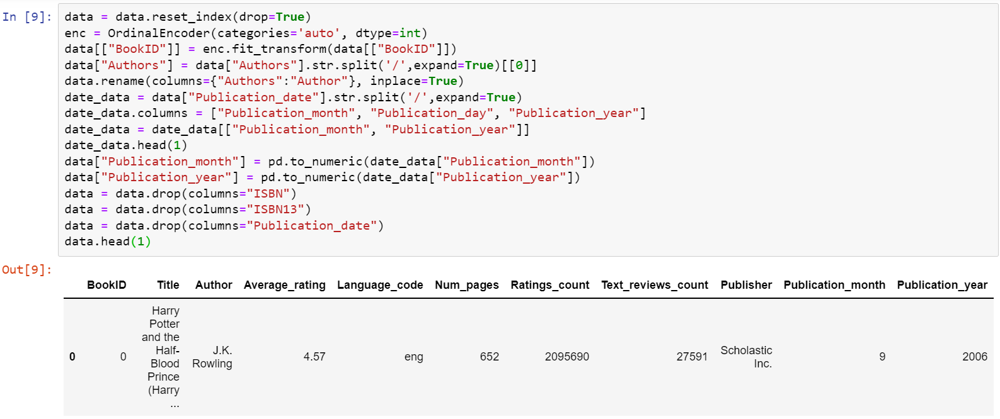 In [9]: data = data.reset_index(drop=True)
enc = OrdinalEncoder(categories='auto', dtype=int)
data[["BookID"]] = enc.fit_transform(data[["BookID"]])
data["Authors"] = data["Authors"].str.split('/',expand=True)[[0]]
data.rename(columns={"Authors":"Author"}, inplace=True)
date_data = data["Publication_date"].str.split('/',expand=True)
date_data.columns = ["Publication_month", "Publication_day", "Publication_year"]
date_data = date_data[["Publication_month", "Publication_year"]]
date_data.head(1)
data["Publication_month"] = pd.to_numeric(date_data["Publication_month"])
data["Publication_year"] = pd.to_numeric(date_data["Publication_year"])
data = data.drop(columns="ISBN")
data = data.drop(columns="ISBN13")
data = data.drop(columns="Publication_date")
data.head(1)
Out[9]:
BookID Title Author Average_rating Language_code Num_pages Ratings_count Text_reviews_count Publisher Publication_month Publication_year
0 0 Harry
Potter
and the
Half-
Blood
Prince
(Harry
...
J.K.
Rowling
4.57 eng 652 2095690 27591 Scholastic
Inc.
9 2006